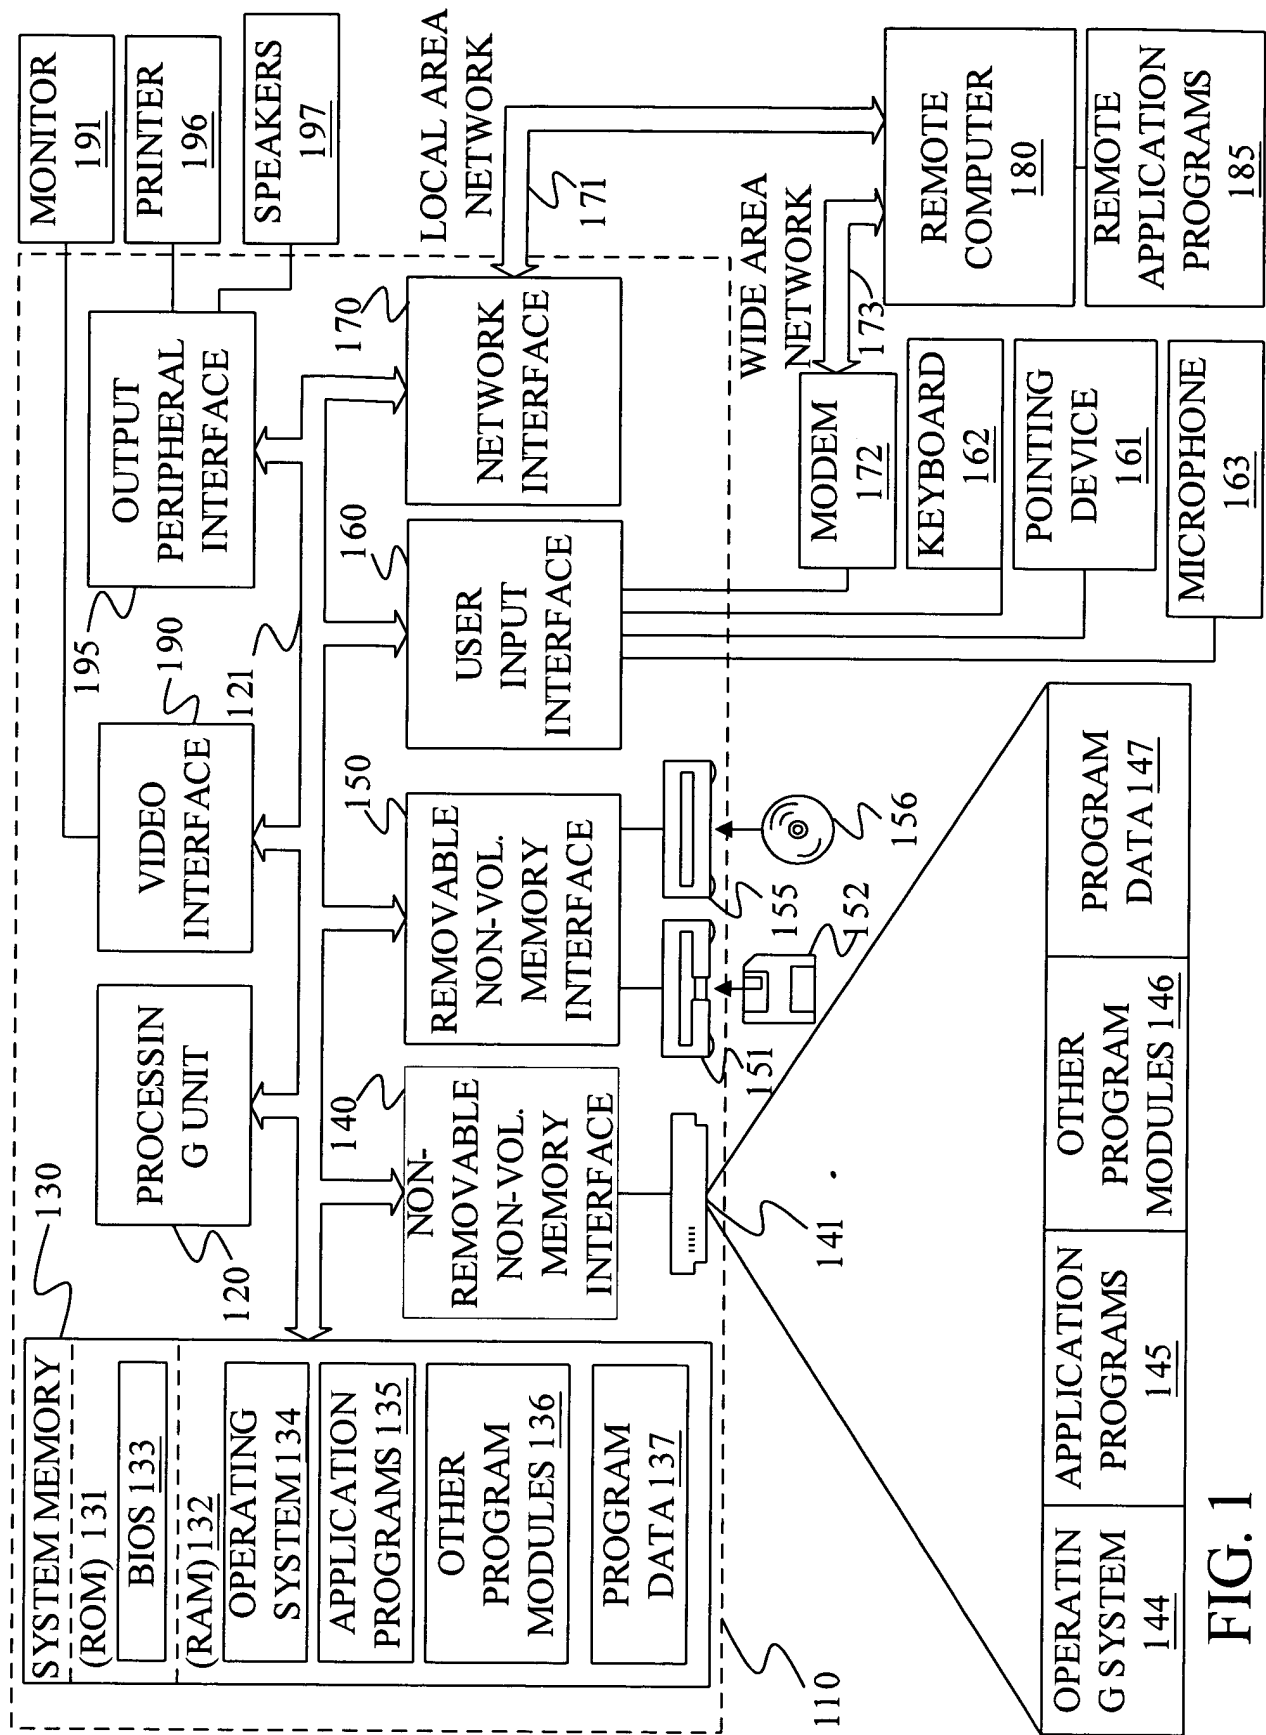 SYSTEM MEMORY
(ROM) 131
BIOS 133
(RAM) 132
OPERATING
SYSTEM 134
APPLICATION
PROGRAMS 135
OTHER
PROGRAM
MODULES 136
PROGRAM
DATA 137
130
PROCESSIN
G UNIT
120
VIDEO
INTERFACE
190
OUTPUT
PERIPHERAL
INTERFACE
195
121
MONITOR
191
PRINTER
196
SPEAKERS
197
NON-
REMOVABLE
NON-VOL.
MEMORY
INTERFACE
140
REMOVABLE
NON-VOL.
MEMORY
INTERFACE
150
USER
INPUT
INTERFACE
160
NETWORK
INTERFACE
170
LOCAL AREA
NETWORK
171
WIDE AREA
NETWORK
173
110
141
151
152
155
156
MODEM
172
KEYBOARD
162
POINTING
DEVICE
161
MICROPHONE
163
REMOTE
COMPUTER
180
REMOTE
APPLICATION
PROGRAMS
185
OPERATIN
G SYSTEM
144
APPLICATION
PROGRAMS
145
OTHER
PROGRAM
MODULES 146
PROGRAM
DATA 147
FIG. 1